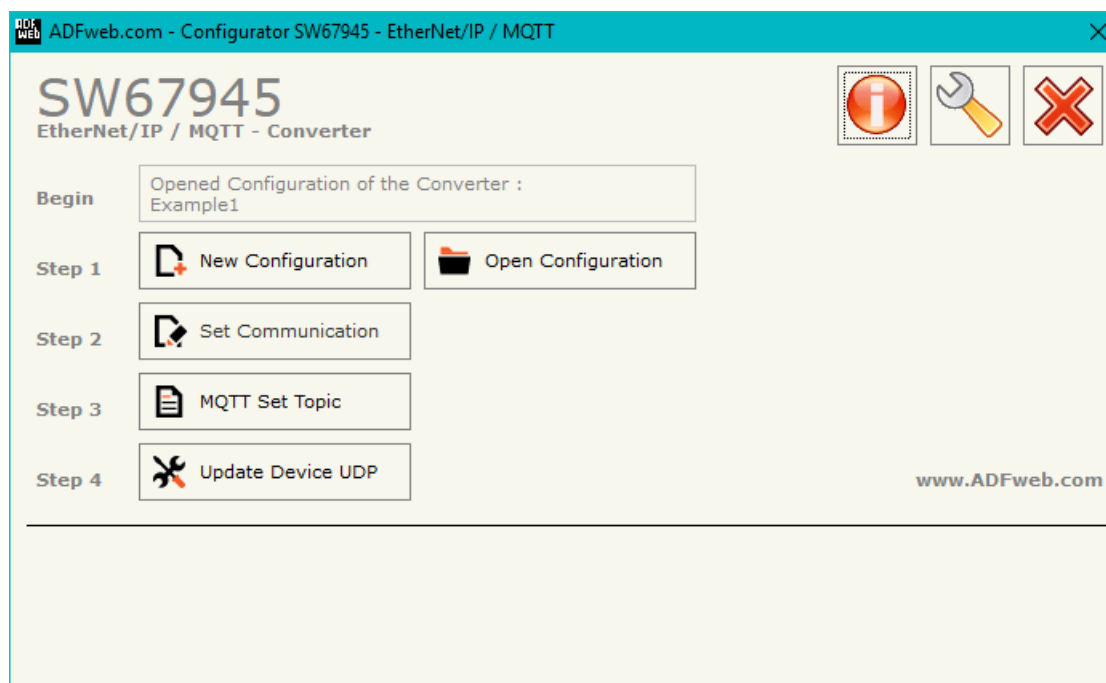 ADF
WEB
ADFweb.com - Configurator SW67945 - EtherNet/IP / MQTT
SW67945
EtherNet/IP / MQTT - Converter
Begin
Opened Configuration of the Converter :
Example1
Step 1
New Configuration
Open Configuration
Step 2
Set Communication
Step 3
MQTT Set Topic
Step 4
Update Device UDP
www.ADFweb.com